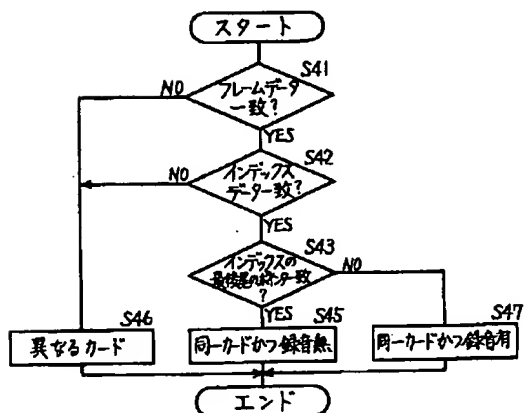 スタート
S41
フレームデータ
一致?
NO
YES
S42
インデックス
データ一致?
NO
YES
S43
インデックスの
最後尾のポインタ一致
?
NO
YES
S46
異なるカード
S45
同一カードかつ録音無
S47
同一カードかつ録音有
エンド